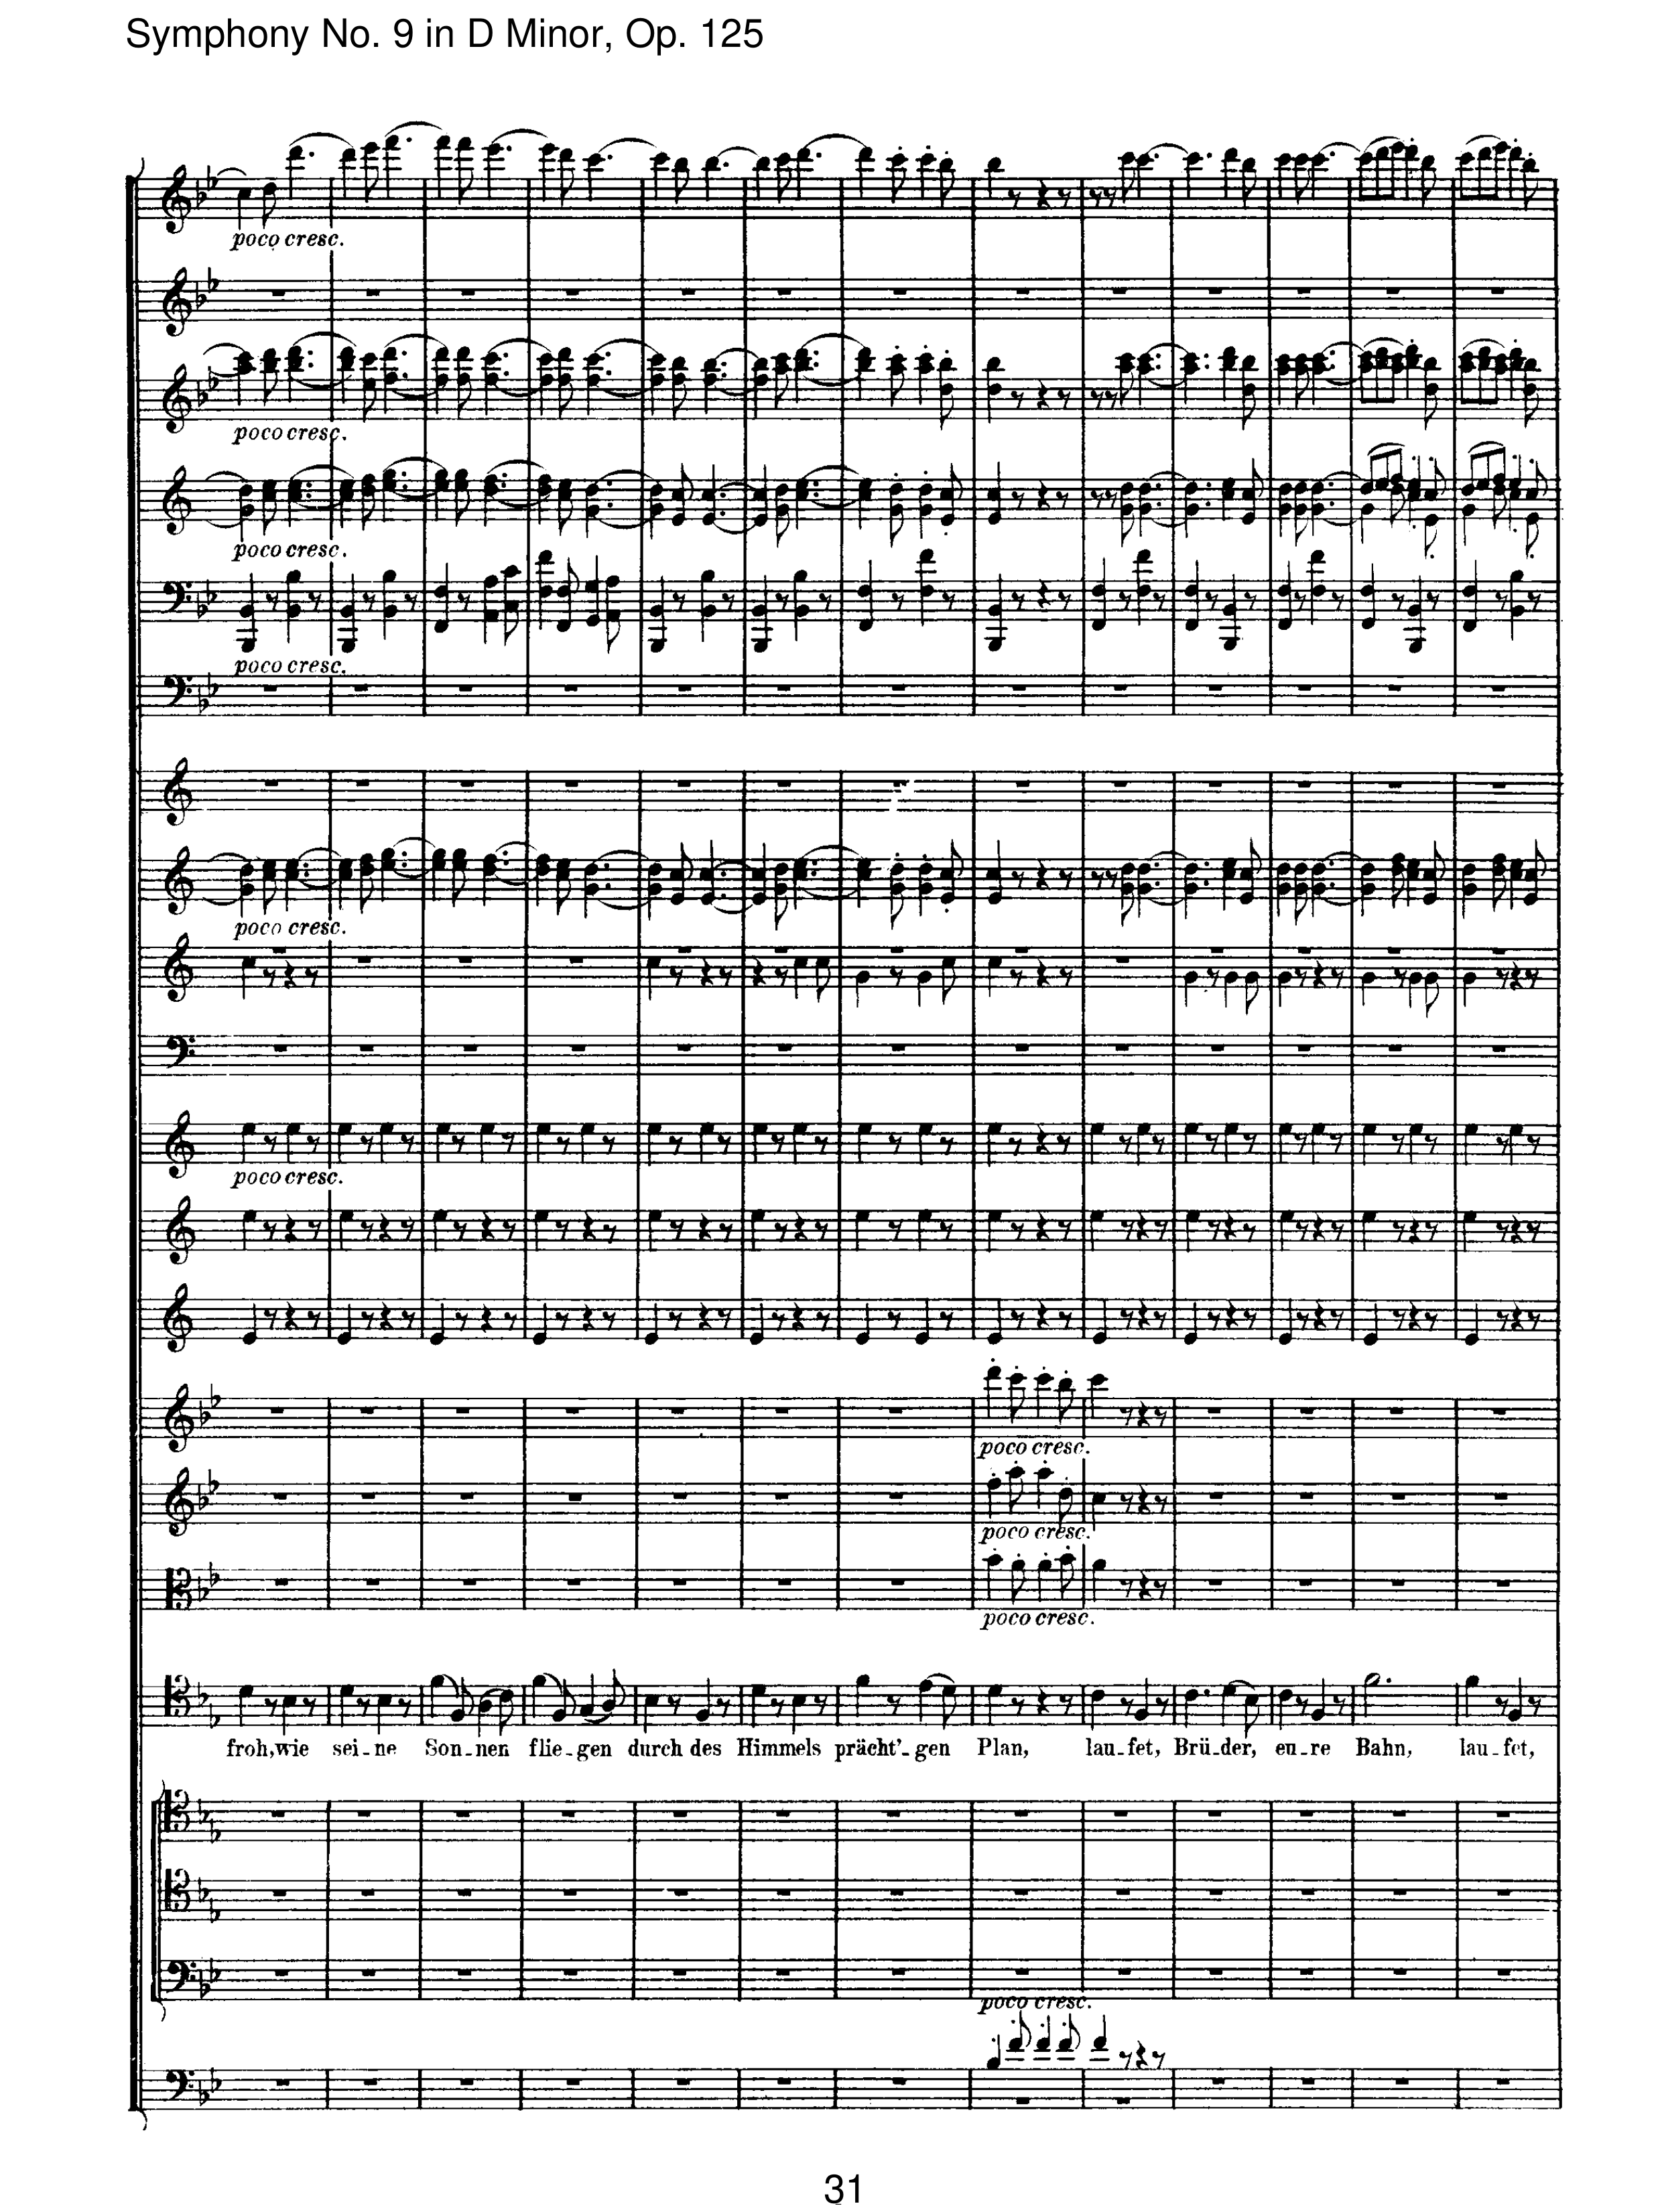 Symphony No. 9 in D Minor, Op. 125
poco cresc.
poco cresc.
poco cresc.
poco cresc.
poco cresc.
poco cresc.
poco cresc.
poco cresc.
poco cresc.
froh, wie sei-ne Son-nen flie-gen durch des Himmels prächt'-gen Plan, lau-fet, Brü-der, eu-re Bahn, lau-fet,
poco cresc.
31